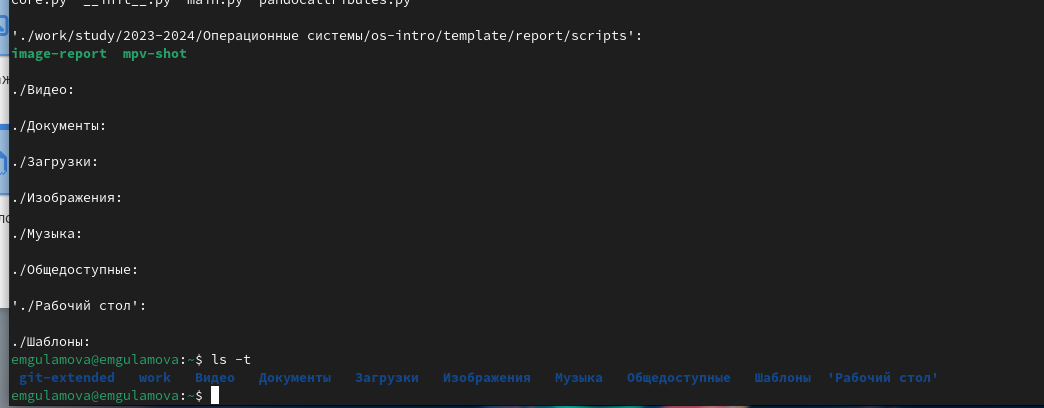 core.py __init__.py main.py pandocattributes.py
'./work/study/2023-2024/Операционные системы/os-intro/template/report/scripts':
image-report mpv-shot
./Видео:
./Документы:
./Загрузки:
./Изображения:
./Музыка:
./Общедоступные:
'./Рабочий стол':
./Шаблоны:
emgulamova@emgulamova:~$ ls -t
git-extended work Видео Документы Загрузки Изображения Музыка Общедоступные Шаблоны 'Рабочий стол'
emgulamova@emgulamova:~$